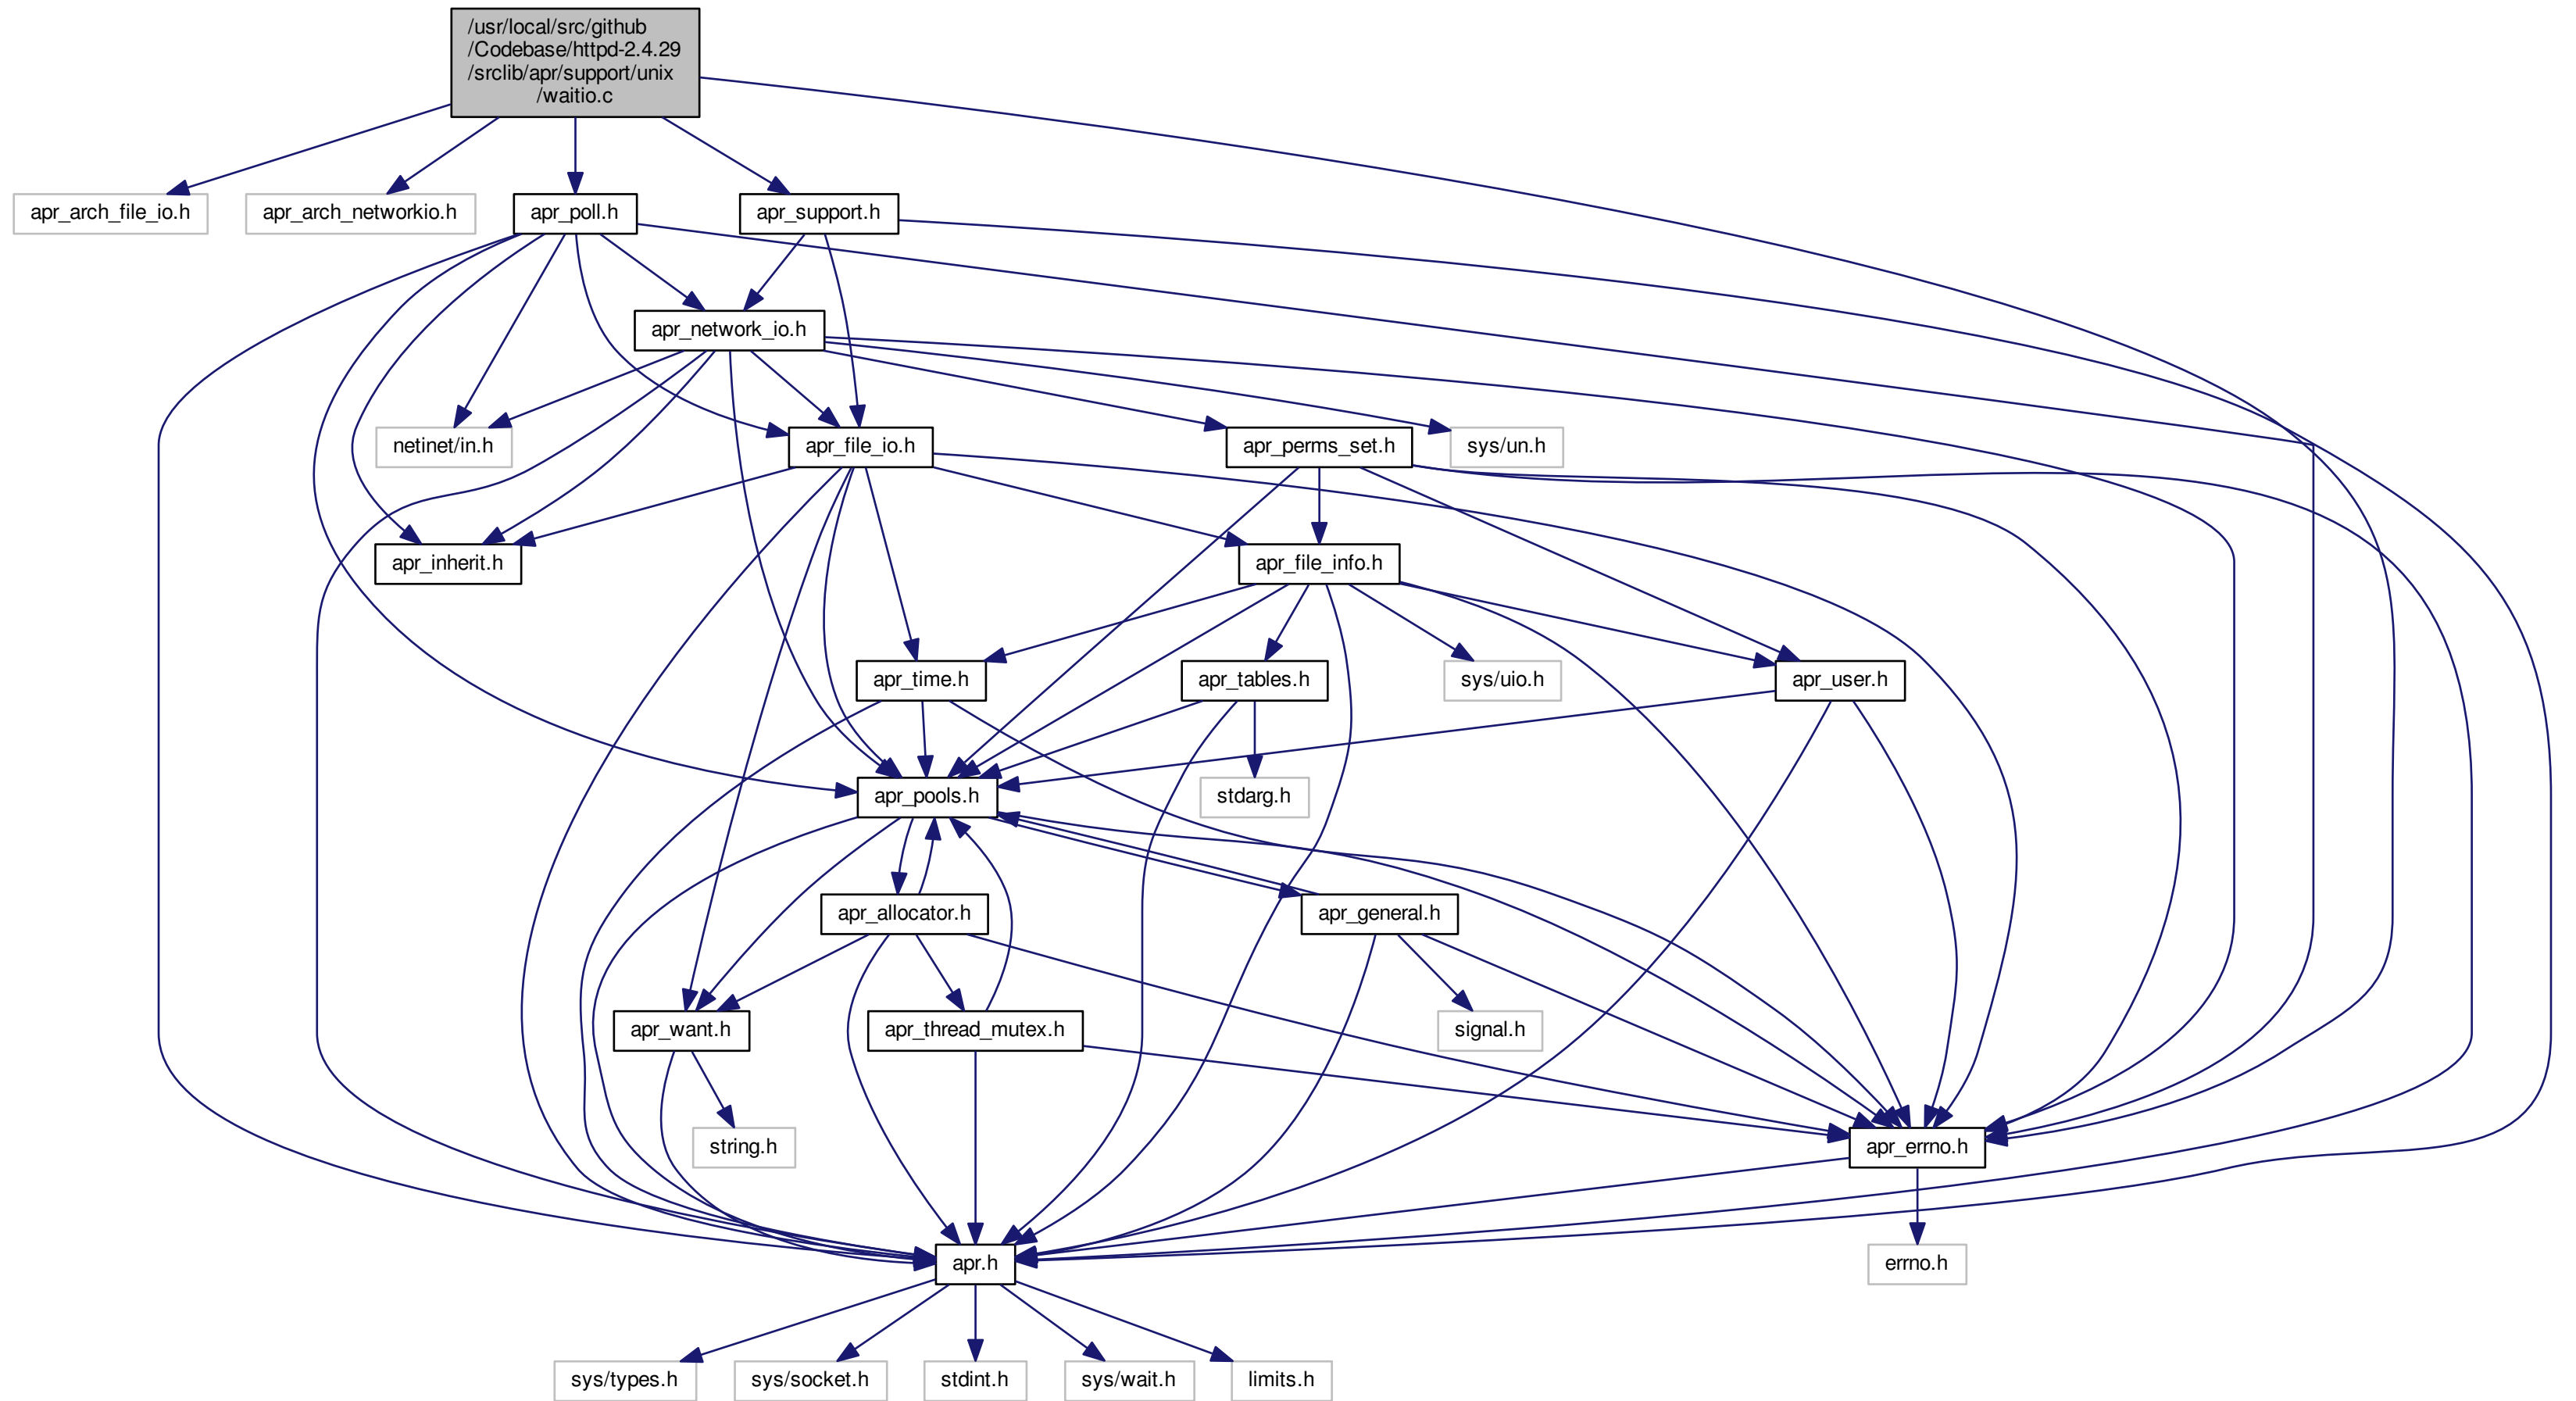 /usr/local/src/github
/Codebase/httpd-2.4.29
/srclib/apr/support/unix
/waitio.c
apr_arch_file_io.h
apr_arch_networkio.h
apr_poll.h
apr_support.h
apr_network_io.h
netinet/in.h
apr_file_io.h
apr_perms_set.h
sys/un.h
apr_inherit.h
apr_file_info.h
apr_time.h
apr_tables.h
sys/uio.h
apr_user.h
apr_pools.h
stdarg.h
apr_allocator.h
apr_general.h
apr_want.h
apr_thread_mutex.h
signal.h
string.h
apr_errno.h
apr.h
errno.h
sys/types.h
sys/socket.h
stdint.h
sys/wait.h
limits.h